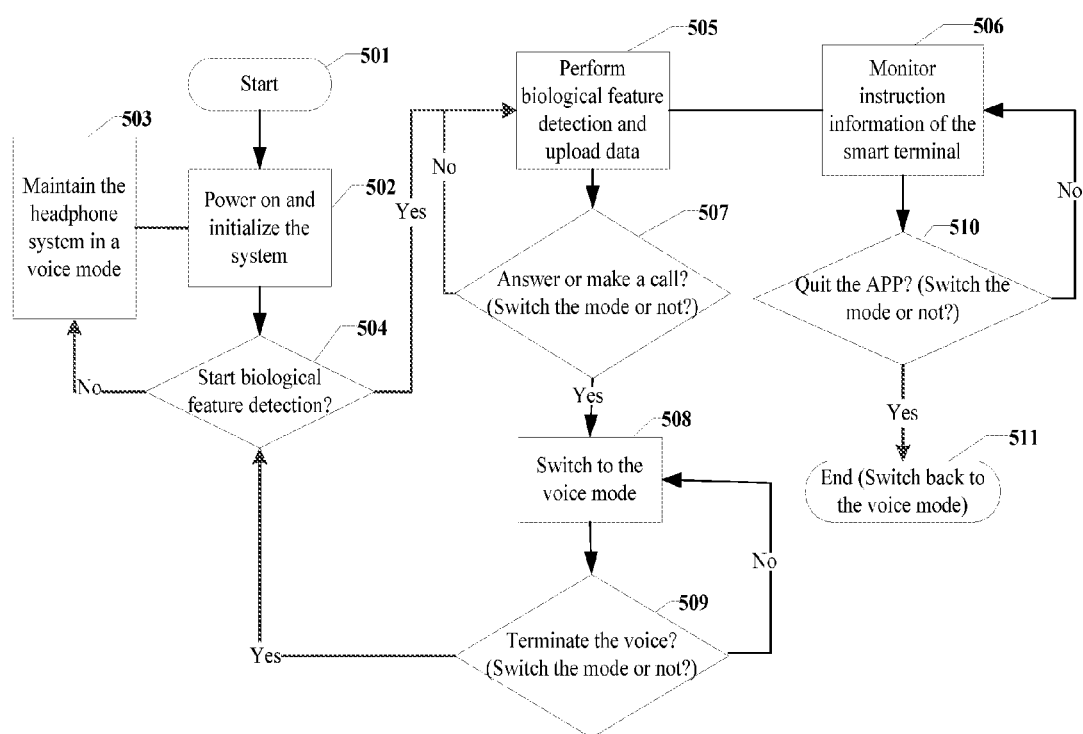 501
Start
502
Power on and
initialize the
system
503
Maintain the
headphone
system in a
voice mode
504
Start biological
feature detection?
No
Yes
505
Perform
biological feature
detection and
upload data
506
Monitor
instruction
information of the
smart terminal
507
Answer or make a call?
(Switch the mode or not?)
No
Yes
508
Switch to the
voice mode
509
Terminate the voice?
(Switch the mode or not?)
No
Yes
510
Quit the APP? (Switch the
mode or not?)
No
Yes
511
End (Switch back to
the voice mode)